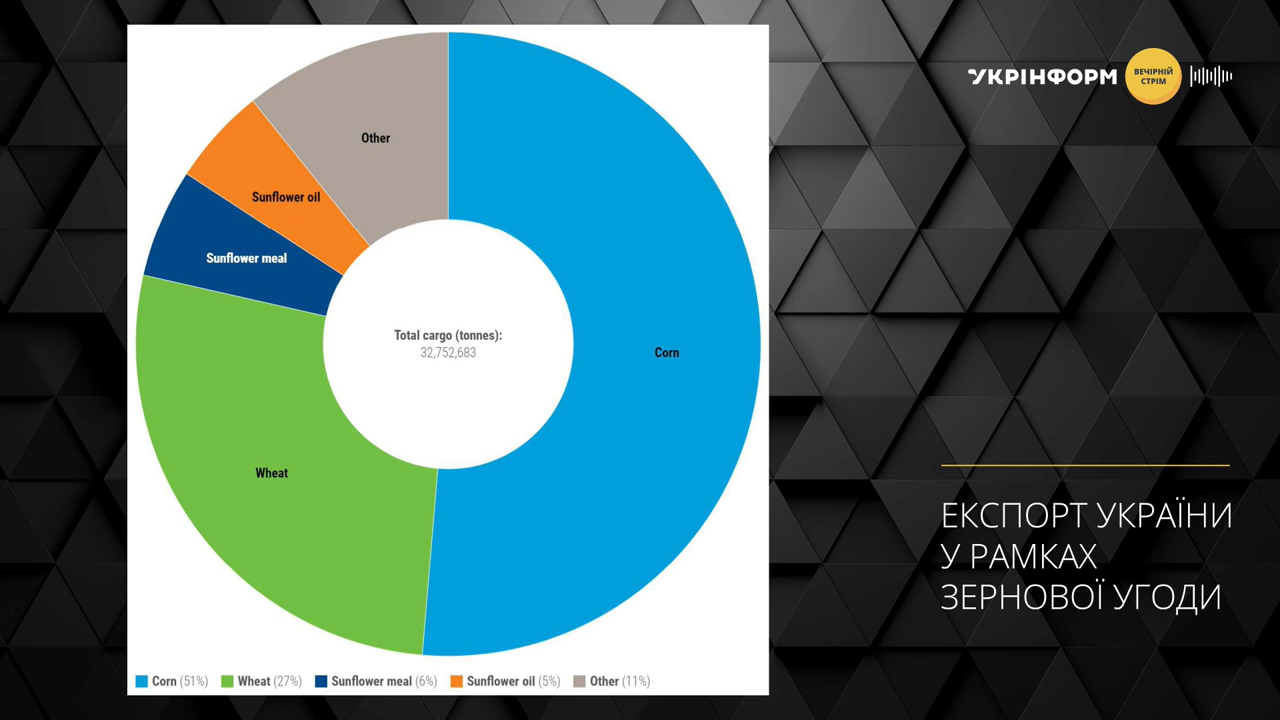 УКРІНФОРМ
ВЕЧІРНІЙ
СТРІМ
Other
Sunflower oil
Sunflower meal
Total cargo (tonnes):
32,752,683
Corn
Wheat
Corn (51%) Wheat (27%) Sunflower meal (6%) Sunflower oil (5%) Other (11%)
ЕКСПОРТ УКРАЇНИ
У РАМКАХ
ЗЕРНОВОЇ УГОДИ